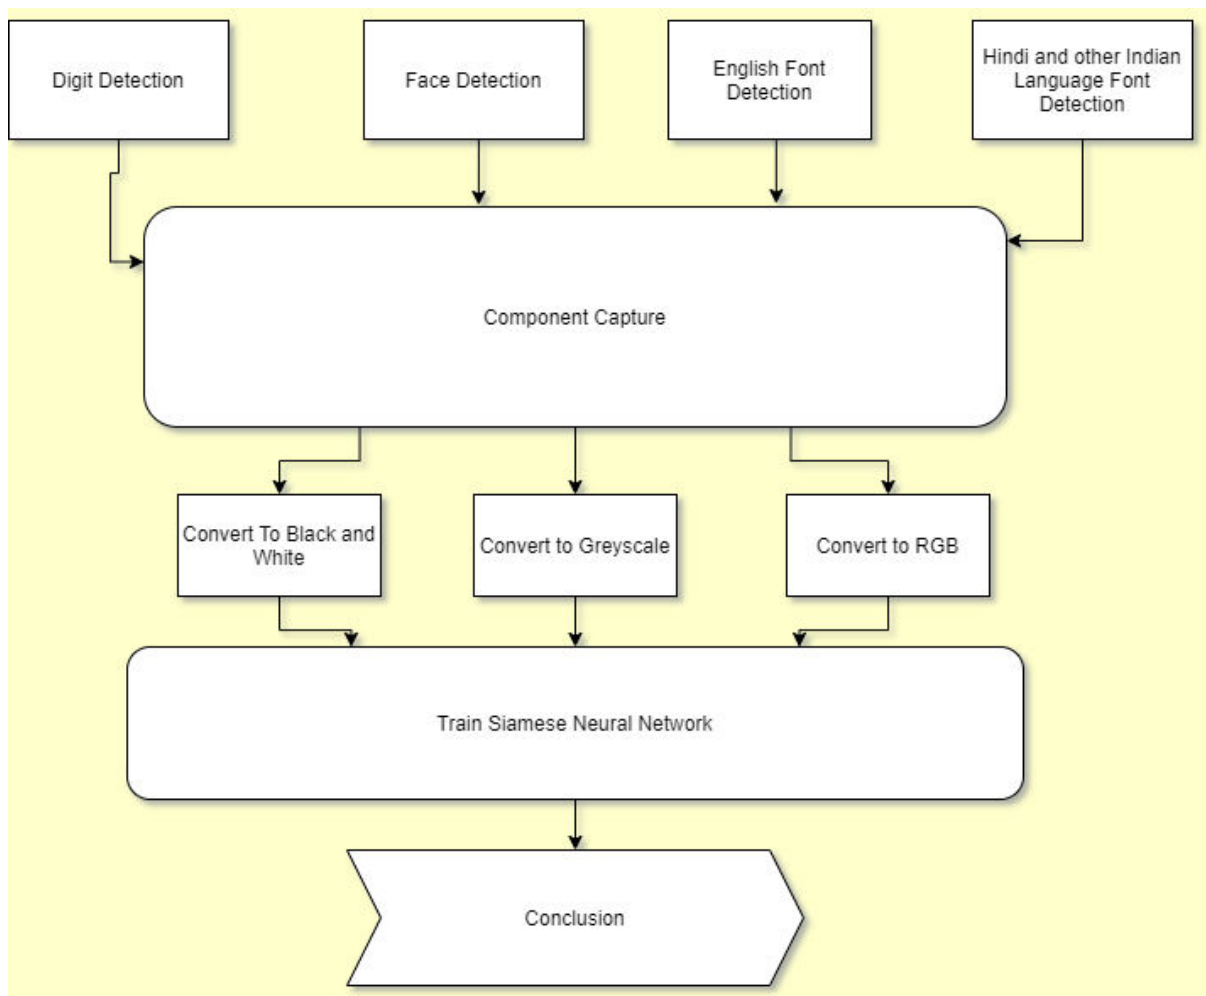 Digit Detection
Face Detection
English Font
Detection
Hindi and other Indian
Language Font
Detection
Component Capture
Convert To Black and
White
Convert to Greyscale
Convert to RGB
Train Siamese Neural Network
Conclusion